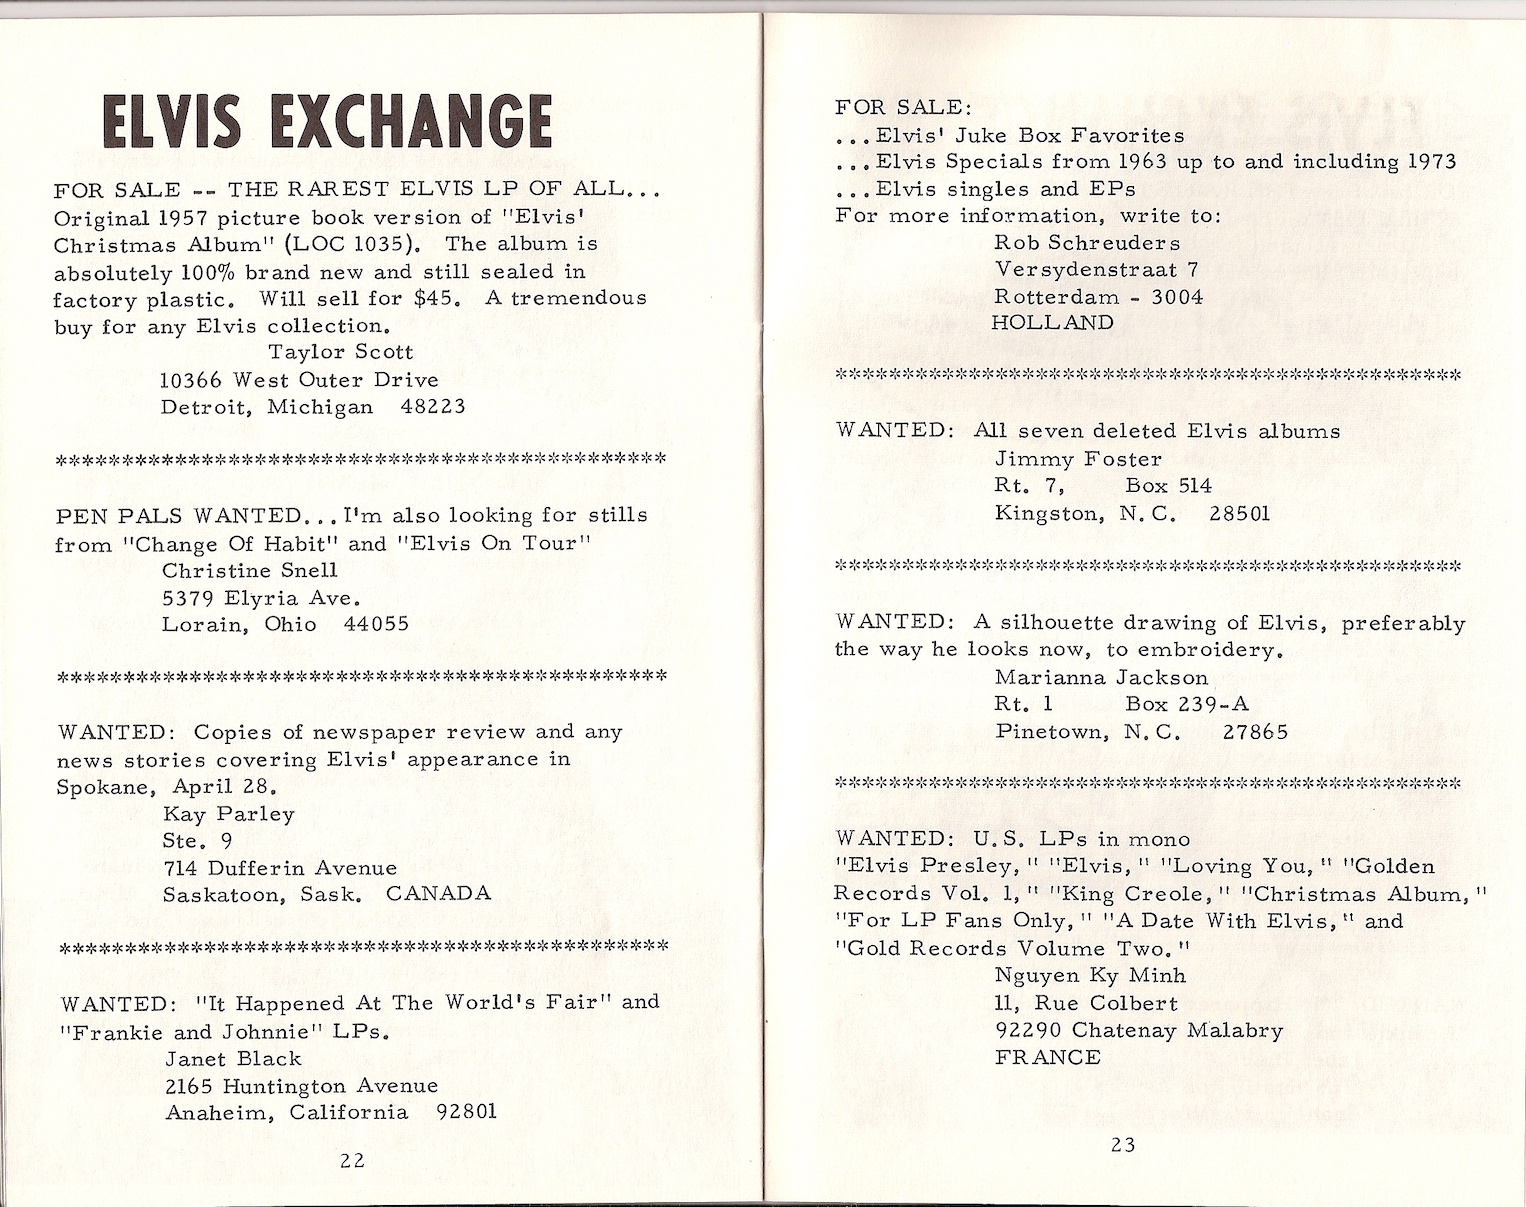 ELVIS EXCHANGE
FOR SALE -- THE RAREST ELVIS LP OF ALL...
Original 1957 picture book version of "Elvis'
Christmas Album" (LOC 1035).  The album is
absolutely 100% brand new and still sealed in
factory plastic.  Will sell for $45.  A tremendous
buy for any Elvis collection.
Taylor Scott
10366 West Outer Drive
Detroit, Michigan  48223
**********************************************
PEN PALS WANTED...I'm also looking for stills
from "Change Of Habit" and "Elvis On Tour"
Christine Snell
5379 Elyria Ave.
Lorain, Ohio  44055
**********************************************
WANTED:  Copies of newspaper review and any
news stories covering Elvis' appearance in
Spokane, April 28.
Kay Parley
Ste. 9
714 Dufferin Avenue
Saskatoon, Sask.  CANADA
**********************************************
WANTED:  "It Happened At The World's Fair" and
"Frankie and Johnnie" LPs.
Janet Black
2165 Huntington Avenue
Anaheim, California  92801
22
FOR SALE:
...Elvis' Juke Box Favorites
...Elvis Specials from 1963 up to and including 1973
...Elvis singles and EPs
For more information, write to:
Rob Schreuders
Versydenstraat 7
Rotterdam - 3004
HOLLAND
***********************************************
WANTED:  All seven deleted Elvis albums
Jimmy Foster
Rt. 7,    Box 514
Kingston, N.C.  28501
***********************************************
WANTED:  A silhouette drawing of Elvis, preferably
the way he looks now, to embroidery.
Marianna Jackson
Rt. 1     Box 239-A
Pinetown, N.C.   27865
***********************************************
WANTED:  U.S. LPs in mono
"Elvis Presley," "Elvis," "Loving You," "Golden
Records Vol. 1," "King Creole," "Christmas Album,"
"For LP Fans Only," "A Date With Elvis," and
"Gold Records Volume Two."
Nguyen Ky Minh
11, Rue Colbert
92290 Chatenay Malabry
FRANCE
23